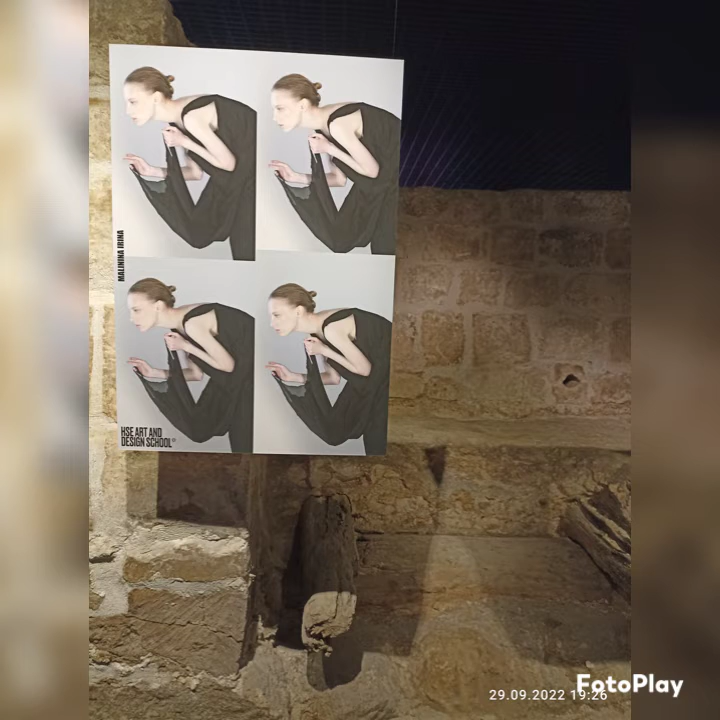 MALININA IRINA
HSE ART AND
DESIGN SCHOOL
29.09.2022 19:26
FotoPlay